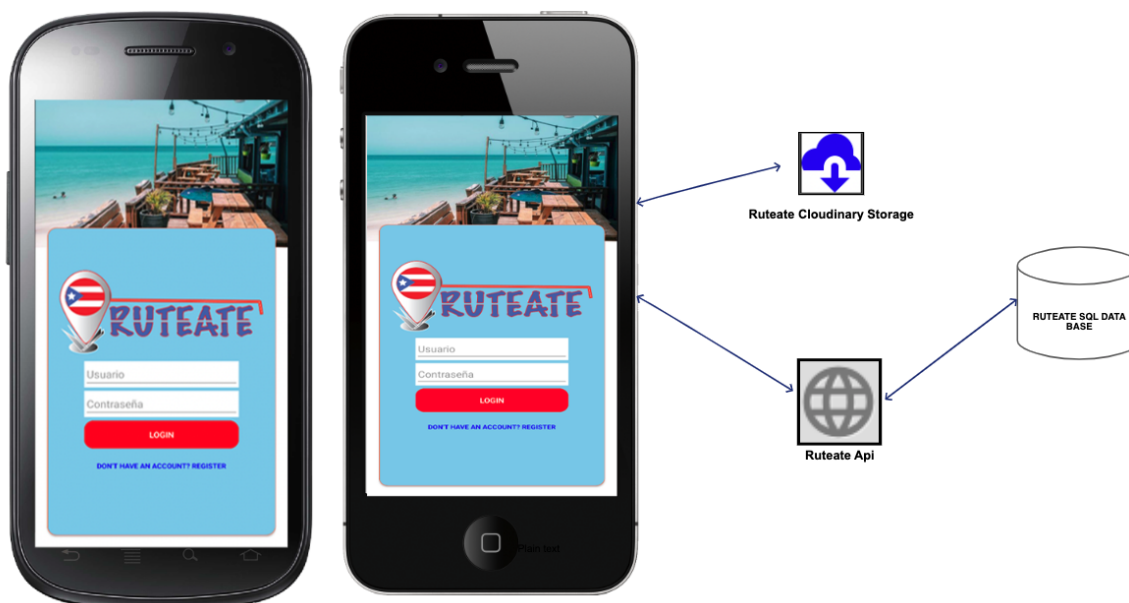 RUTEATE
Usuario
Contraseña
LOGIN
DON'T HAVE AN ACCOUNT? REGISTER
RUTEATE
Usuario
Contraseña
LOGIN
DON'T HAVE AN ACCOUNT? REGISTER
Plain text
Ruteate Cloudinary Storage
Ruteate Api
RUTEATE SQL DATA
BASE